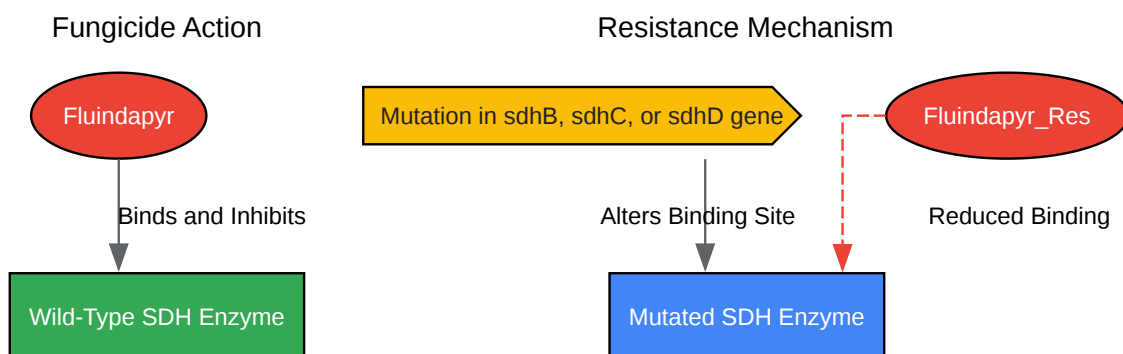 Fungicide Action
Resistance Mechanism
Fluindapyr
Mutation in sdhB, sdhC, or sdhD gene
Fluindapyr_Res
Binds and Inhibits
Alters Binding Site
Reduced Binding
Wild-Type SDH Enzyme
Mutated SDH Enzyme